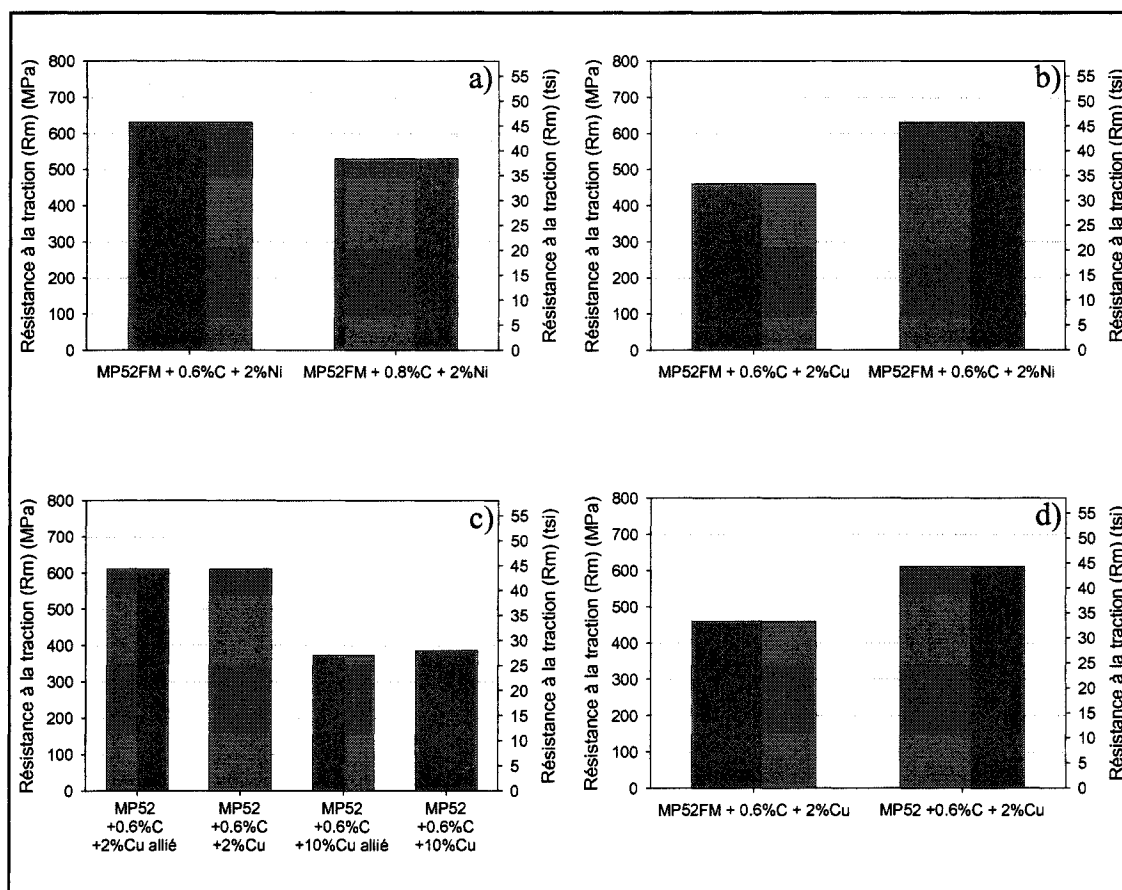 a)
Résistance à la traction (Rm) (MPa)
800
700
600
500
400
300
200
100
0
Résistance à la traction (Rm) (tsi)
55
50
45
40
35
30
25
20
15
10
5
0
MP52FM + 0.6%C + 2%Ni
MP52FM + 0.8%C + 2%Ni
b)
Résistance à la traction (Rm) (MPa)
800
700
600
500
400
300
200
100
0
Résistance à la traction (Rm) (tsi)
55
50
45
40
35
30
25
20
15
10
5
0
MP52FM + 0.6%C + 2%Cu
MP52FM + 0.6%C + 2%Ni
c)
Résistance à la traction (Rm) (MPa)
800
700
600
500
400
300
200
100
0
Résistance à la traction (Rm) (tsi)
55
50
45
40
35
30
25
20
15
10
5
0
MP52
+0.6%C
+2%Cu allié
MP52
+0.6%C
+2%Cu
MP52
+0.6%C
+10%Cu allié
MP52
+0.6%C
+10%Cu
d)
Résistance à la traction (Rm) (MPa)
800
700
600
500
400
300
200
100
0
Résistance à la traction (Rm) (tsi)
55
50
45
40
35
30
25
20
15
10
5
0
MP52FM + 0.6%C + 2%Cu
MP52 +0.6%C + 2%Cu